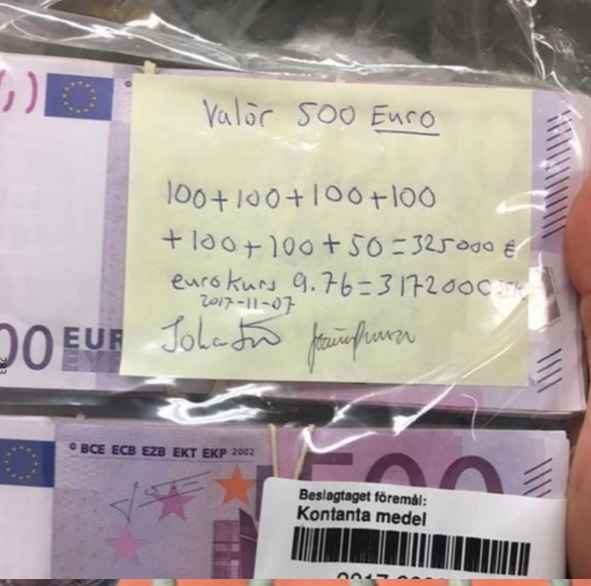 Valör 500 Euro
100+100+100+100
+100+100+50=325000 €
eurokurs 9.76=3172000
2017-11-07
00 EUR
© BCE ECB EZB EKT EKP 2002
500
Beslagtaget föremål:
Kontanta medel